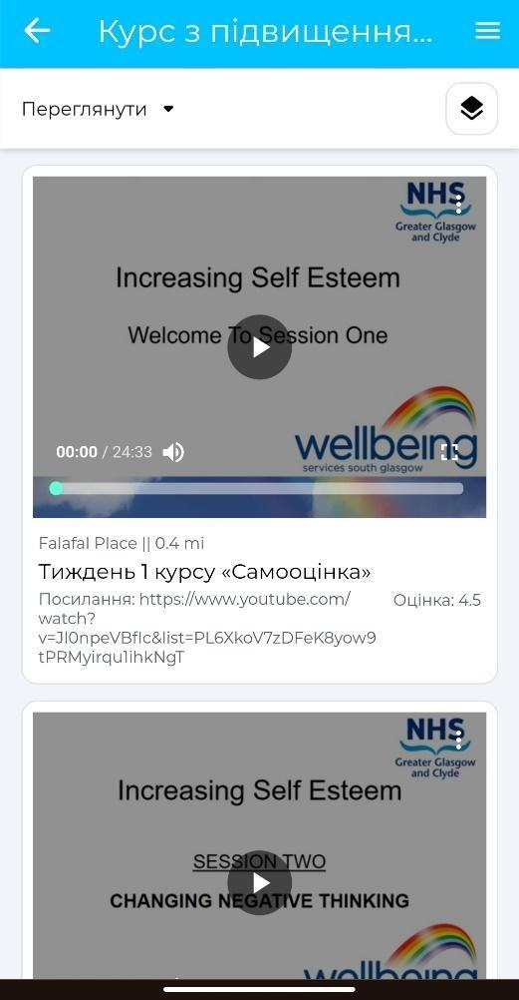 Курс з підвищення...
Переглянути
NHS
Greater Glasgow
and Clyde
Increasing Self Esteem
Welcome To Session One
00:00 / 24:33
wellbeing
services south glasgow
Falafal Place || 0.4 mi
Тиждень 1 курсу «Самооцінка»
Посилання: https://www.youtube.com/
watch?
v=JI0npeVBfIc&list=PL6XkoV7zDFeK8yow9
tPRMyirqu1ihkNgT
Оцінка: 4.5
NHS
Greater Glasgow
and Clyde
Increasing Self Esteem
SESSION TWO
CHANGING NEGATIVE THINKING
wellbeing